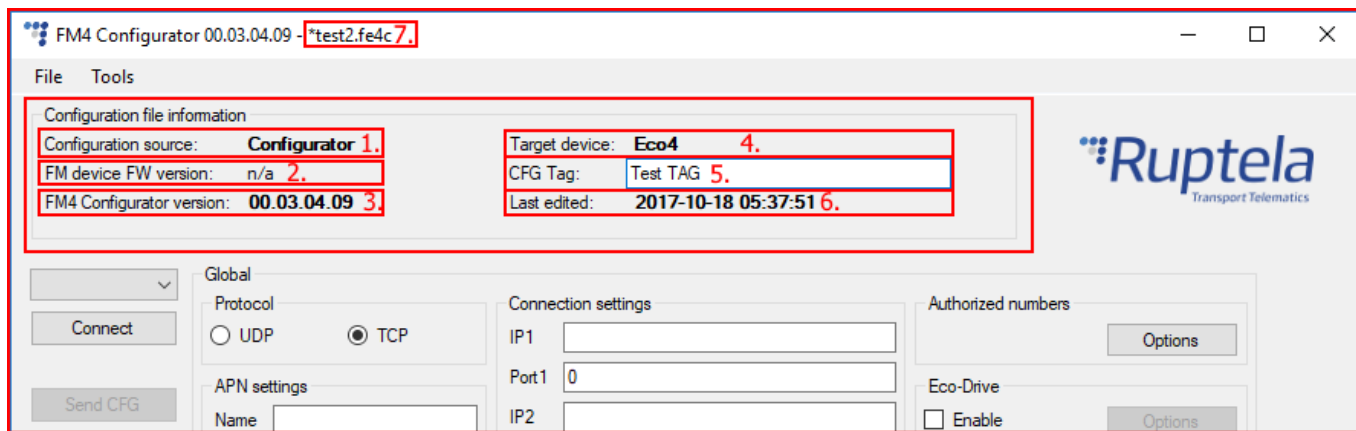 FM4 Configurator 00.03.04.09 - *test2.fe4c 7.
File Tools
Configuration file information
Configuration source: Configurator 1.
Target device: Eco4 4.
FM device FW version: n/a 2.
CFG Tag: Test TAG 5.
FM4 Configurator version: 00.03.04.09 3.
Last edited: 2017-10-18 05:37:51 6.
Ruptela
Transport Telematics
Connect
Send CFG
Global
Protocol
UDP TCP
APN settings
Name
Connection settings
IP1
Port1 0
IP2
Authorized numbers
Options
Eco-Drive
Enable Options